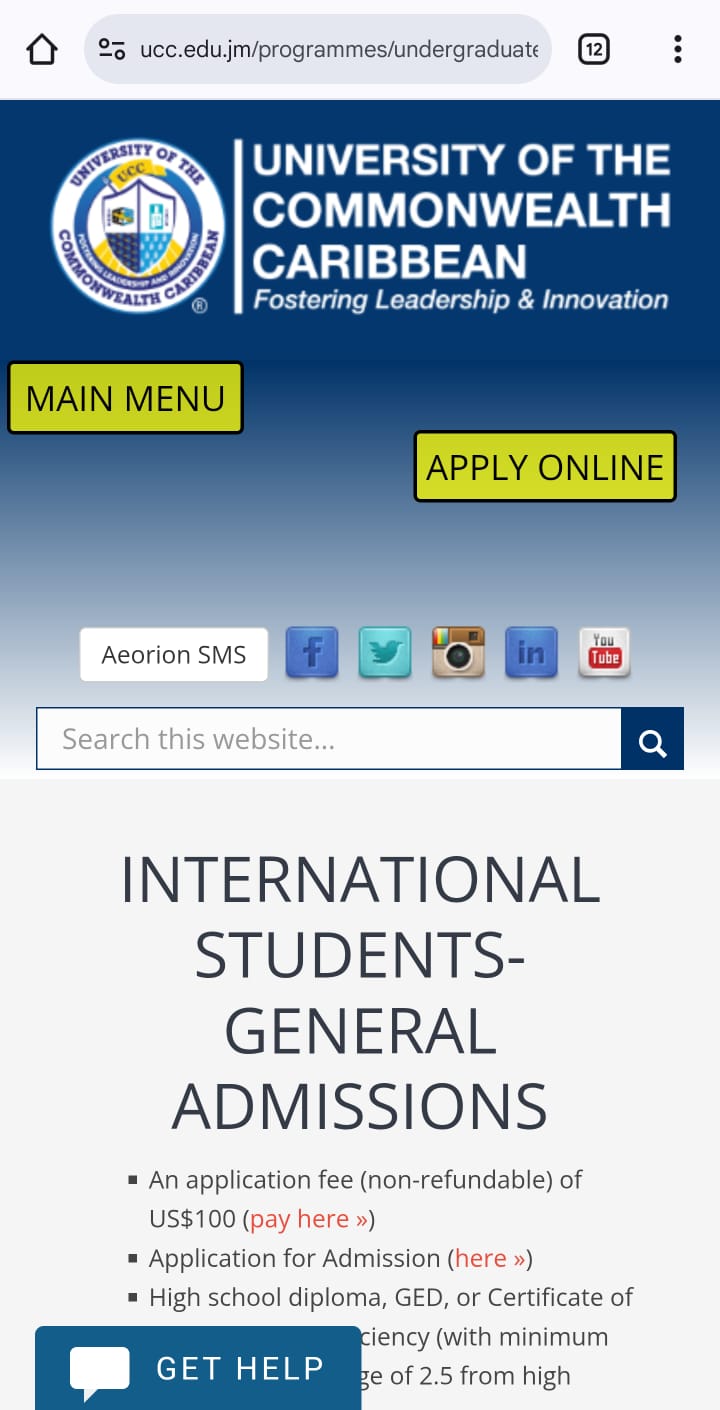 ucc.edu.jm/programmes/undergraduate
12
UNIVERSITY OF THE
COMMONWEALTH CARIBBEAN
UCC
FOSTERING LEADERSHIP AND INNOVATION
®
UNIVERSITY OF THE
COMMONWEALTH
CARIBBEAN
Fostering Leadership & Innovation
MAIN MENU
APPLY ONLINE
Aeorion SMS
f
in
You
Tube
Search this website...
INTERNATIONAL
STUDENTS-
GENERAL
ADMISSIONS
▪ An application fee (non-refundable) of
US$100 (pay here »)
▪ Application for Admission (here »)
▪ High school diploma, GED, or Certificate of
ciency (with minimum
ge of 2.5 from high
GET HELP